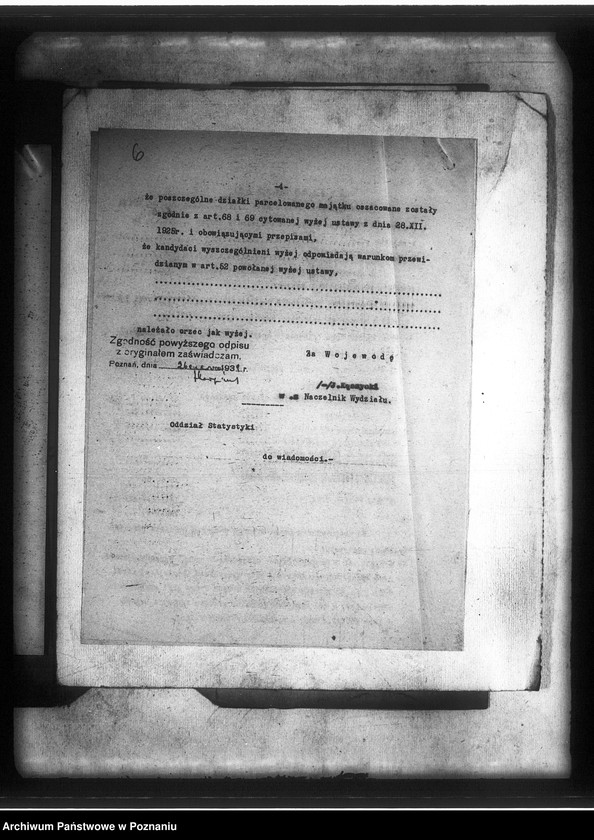 6
-4-
że poszczególne działki parcelowanego majątku oszacowane zostały
zgodnie z art.68 i 69 cytowanej wyżej ustawy z dnia 28.XII.
1925r. i obowiązującymi przepisami,
że kandydaci wyszczególnieni wyżej odpowiadają warunkom przewi-
dzianym w art.52 powołanej wyżej ustawy,
należało orzec jak wyżej.
Zgodność powyższego odpisu
z oryginałem zaświadczam,
Poznań, dnia 193 r.
Za Wojewodę
Naczelnik Wydziału.
Oddział Statystyki
do wiadomości.-
Archiwum Państwowe w Poznaniu